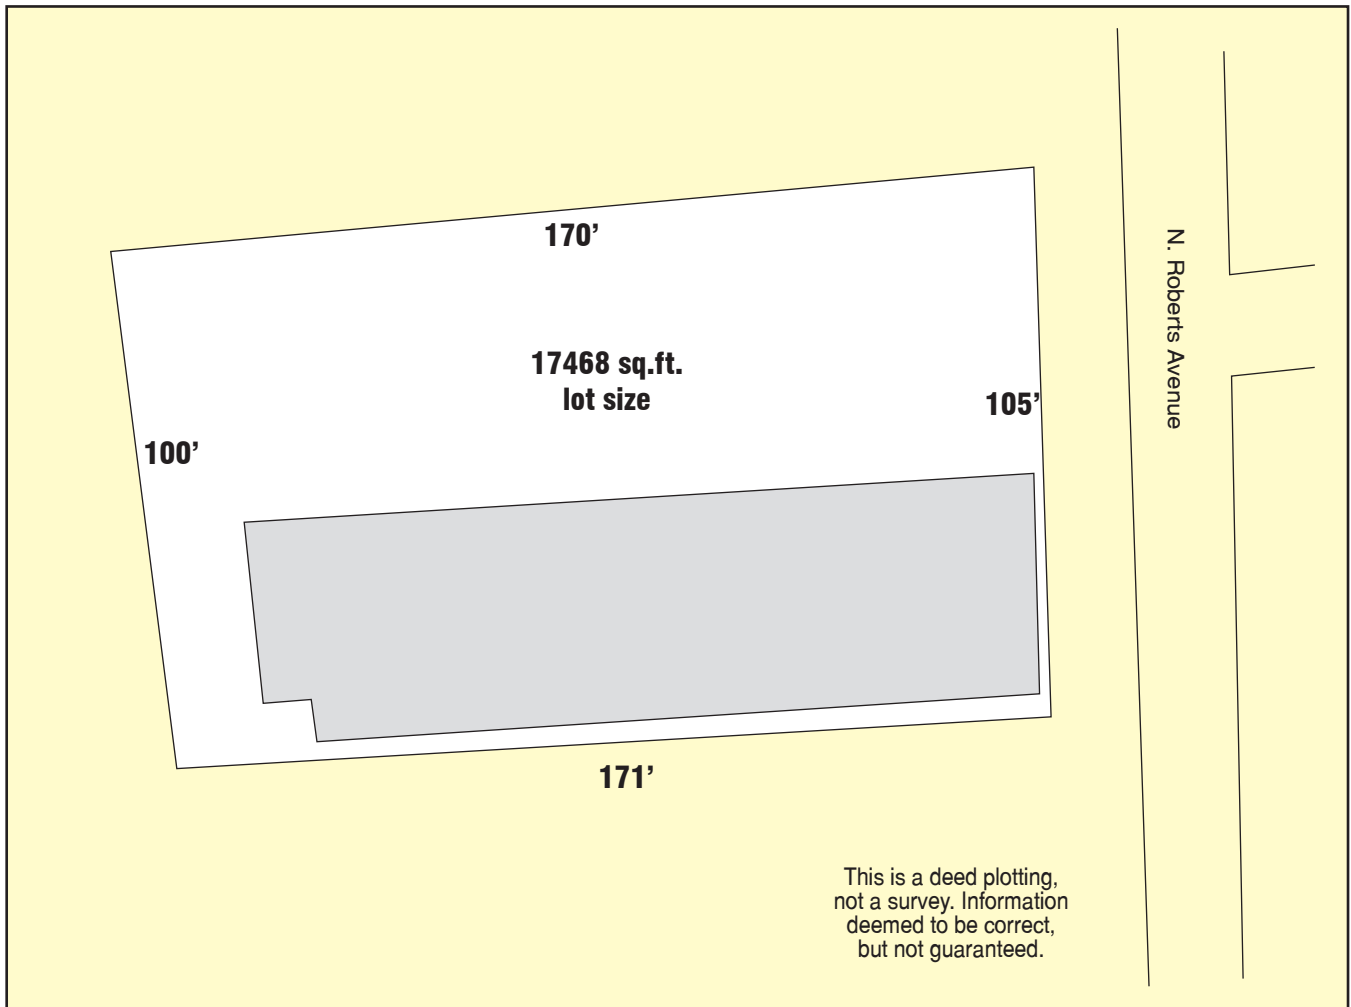 170’
17468 sq.ft.
lot size
105’
100’
171’
N. Roberts Avenue
This is a deed plotting,
not a survey. Information
deemed to be correct,
but not guaranteed.